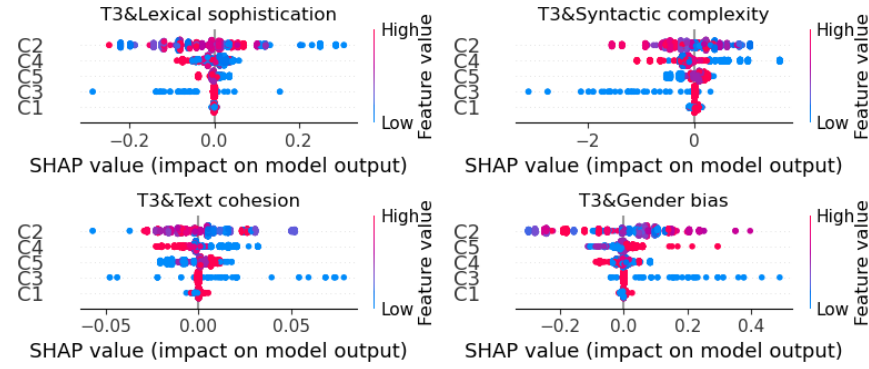 T3&Lexical sophistication
C2
C4
C5
C3
C1
−0.2 0.0 0.2
SHAP value (impact on model output)
High
Low
Feature value
T3&Syntactic complexity
C2
C4
C5
C3
C1
−2 0
SHAP value (impact on model output)
High
Low
Feature value
T3&Text cohesion
C2
C4
C5
C3
C1
−0.05 0.00 0.05
SHAP value (impact on model output)
High
Low
Feature value
T3&Gender bias
C2
C5
C4
C3
C1
−0.2 0.0 0.2 0.4
SHAP value (impact on model output)
High
Low
Feature value